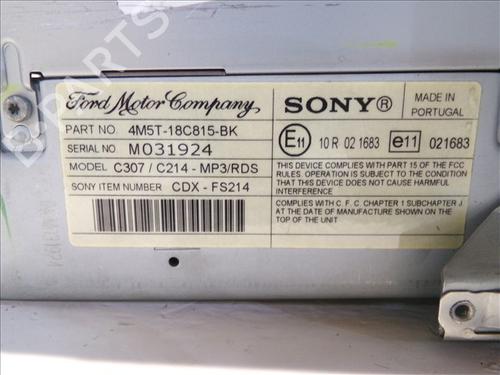 B PARTS
Ford Motor Company
SONY®
MADE IN
PORTUGAL
PART NO. 4M5T-18C815-BK
SERIAL NO M031924
MODEL C307 / C214 - MP3/RDS
SONY ITEM NUMBER CDX - FS214
E11 10 R 02 1683 e11 021683
THIS DEVICE COMPLIES WITH PART 15 OF THE FCC
RULES. OPERATION IS SUBJECT TO THE CONDITION
THAT THIS DEVICE DOES NOT CAUSE HARMFUL
INTERFERENCE
COMPLIES WITH C. F. C. CHAPTER 1 SUBCHAPTER J
AT THE DATE OF MANUFACTURE SHOWN ON THE
TOP OF THE UNIT